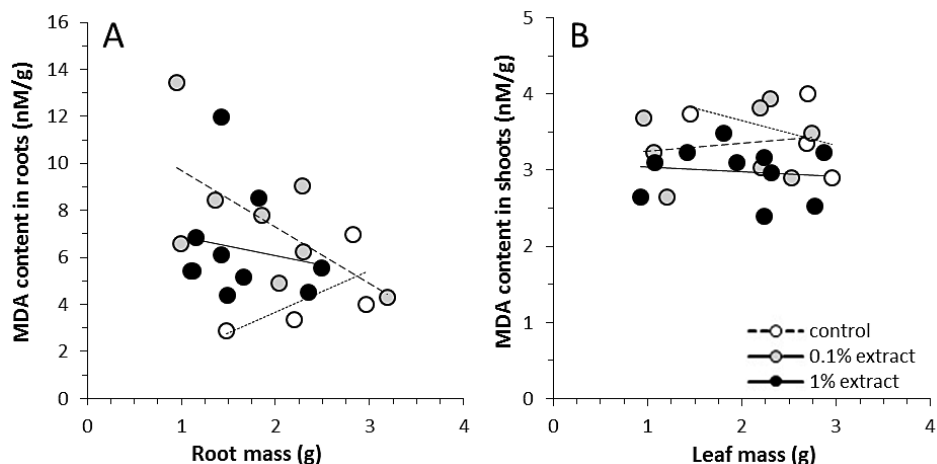 A
MDA content in roots (nM/g)
16
14
12
10
8
6
4
2
0
0
1
2
3
4
Root mass (g)
B
MDA content in shoots (nM/g)
5
4
3
2
1
0
0
1
2
3
4
Leaf mass (g)
control
0.1% extract
1% extract